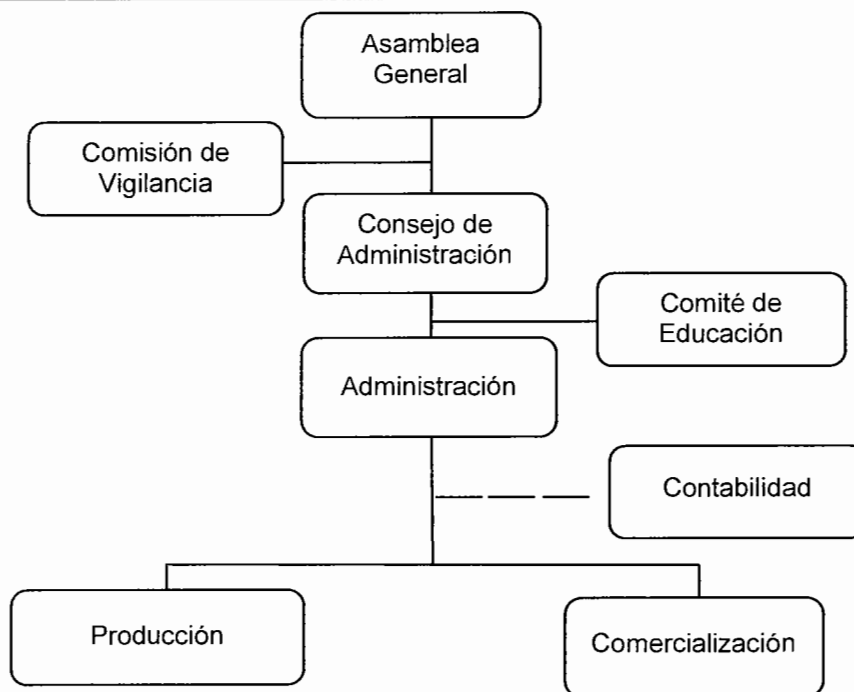 Asamblea
General
Comisión de
Vigilancia
Consejo de
Administración
Comité de
Educación
Administración
Contabilidad
Producción
Comercialización